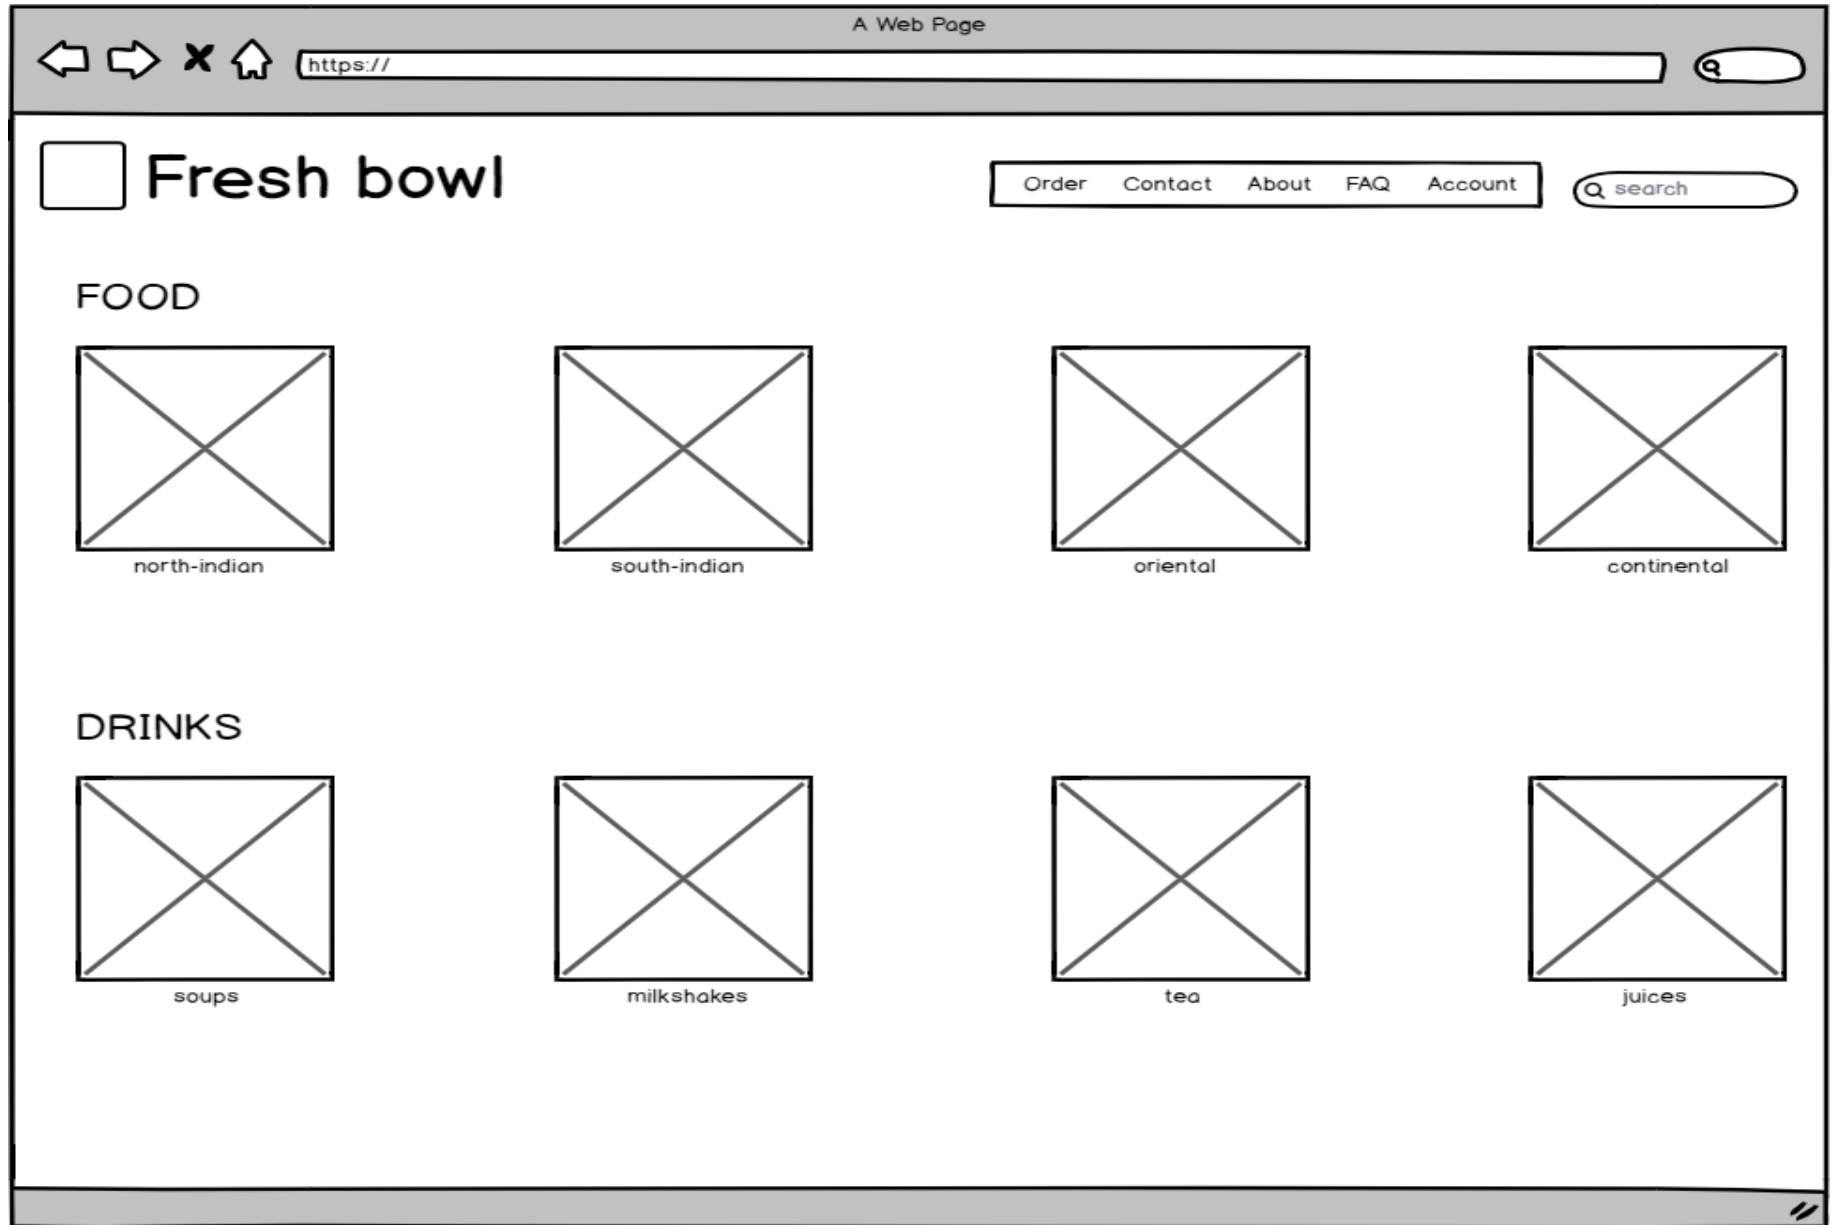 A Web Page
https://
Fresh bowl
Order Contact About FAQ Account
search
FOOD
north-indian south-indian oriental continental
DRINKS
soups milkshakes tea juices